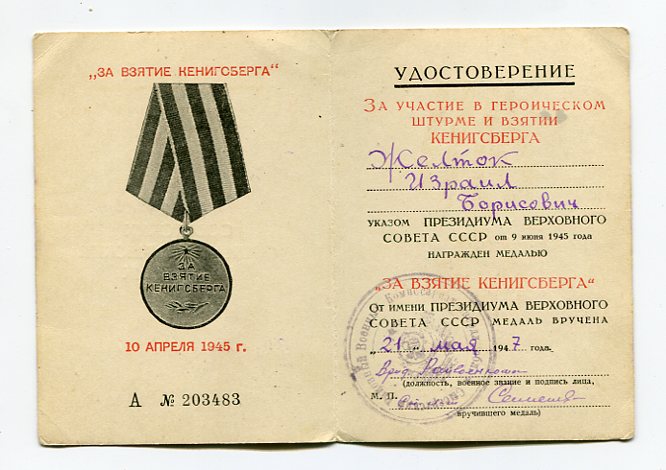 „ЗА ВЗЯТИЕ КЕНИГСБЕРГА“
ЗА
ВЗЯТИЕ
КЕНИГСБЕРГА
10 АПРЕЛЯ 1945 г.
А № 203483
УДОСТОВЕРЕНИЕ
ЗА УЧАСТИЕ В ГЕРОИЧЕСКОМ
ШТУРМЕ И ВЗЯТИИ
КЕНИГСБЕРГА
Желток
Израил
Борисович
УКАЗОМ ПРЕЗИДИУМА ВЕРХОВНОГО
СОВЕТА СССР от 9 июня 1945 года
НАГРАЖДЕН МЕДАЛЬЮ
„ЗА ВЗЯТИЕ КЕНИГСБЕРГА“
От имени ПРЕЗИДИУМА ВЕРХОВНОГО
СОВЕТА СССР МЕДАЛЬ ВРУЧЕНА
„21“ мая 1947 года
Врид. Райвоенком
(должность, военное звание и подпись лица,
М. П.
вручившего медаль)